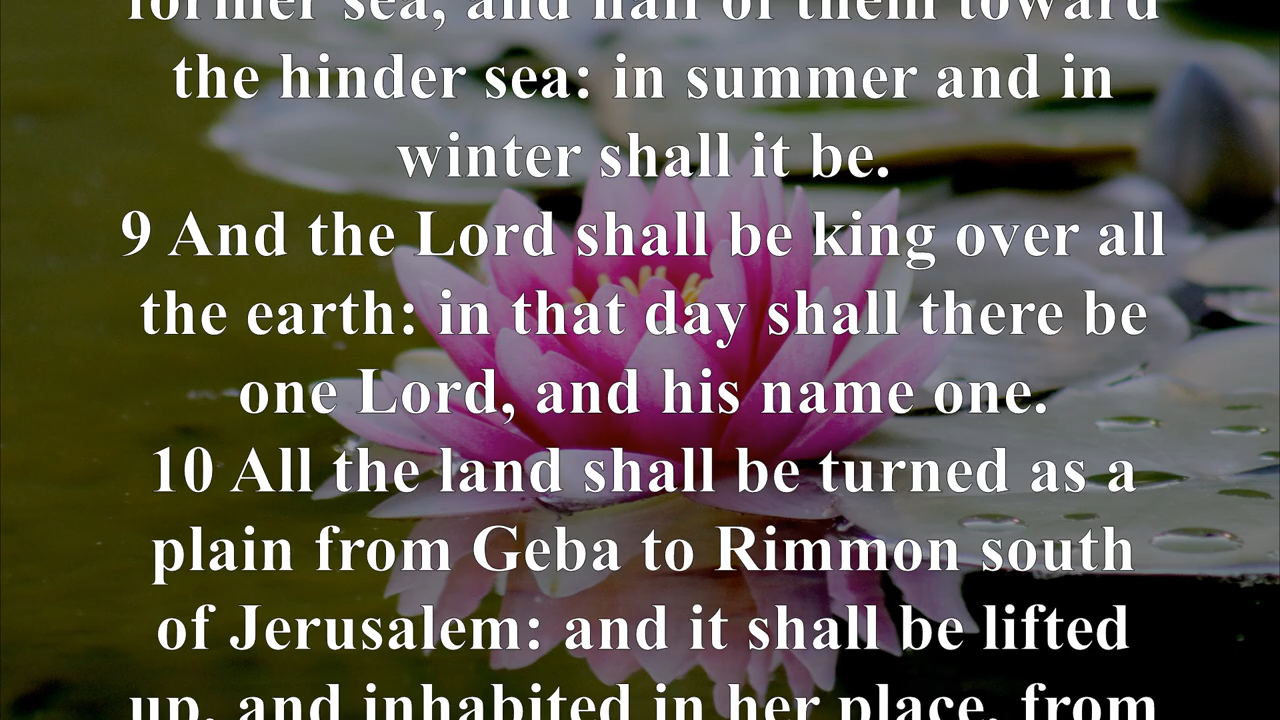 former sea, and half of them toward
the hinder sea: in summer and in
winter shall it be.
9 And the Lord shall be king over all
the earth: in that day shall there be
one Lord, and his name one.
10 All the land shall be turned as a
plain from Geba to Rimmon south
of Jerusalem: and it shall be lifted
up, and inhabited in her place, from